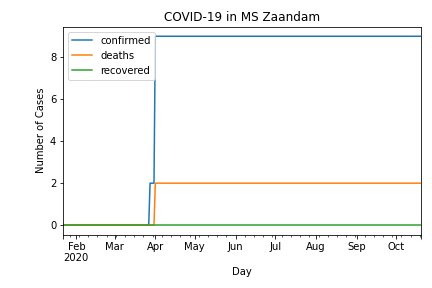 COVID-19 in MS Zaandam
confirmed
deaths
recovered
Number of Cases
8
6
4
2
0
Feb Mar Apr May Jun Jul Aug Sep Oct
2020
Day